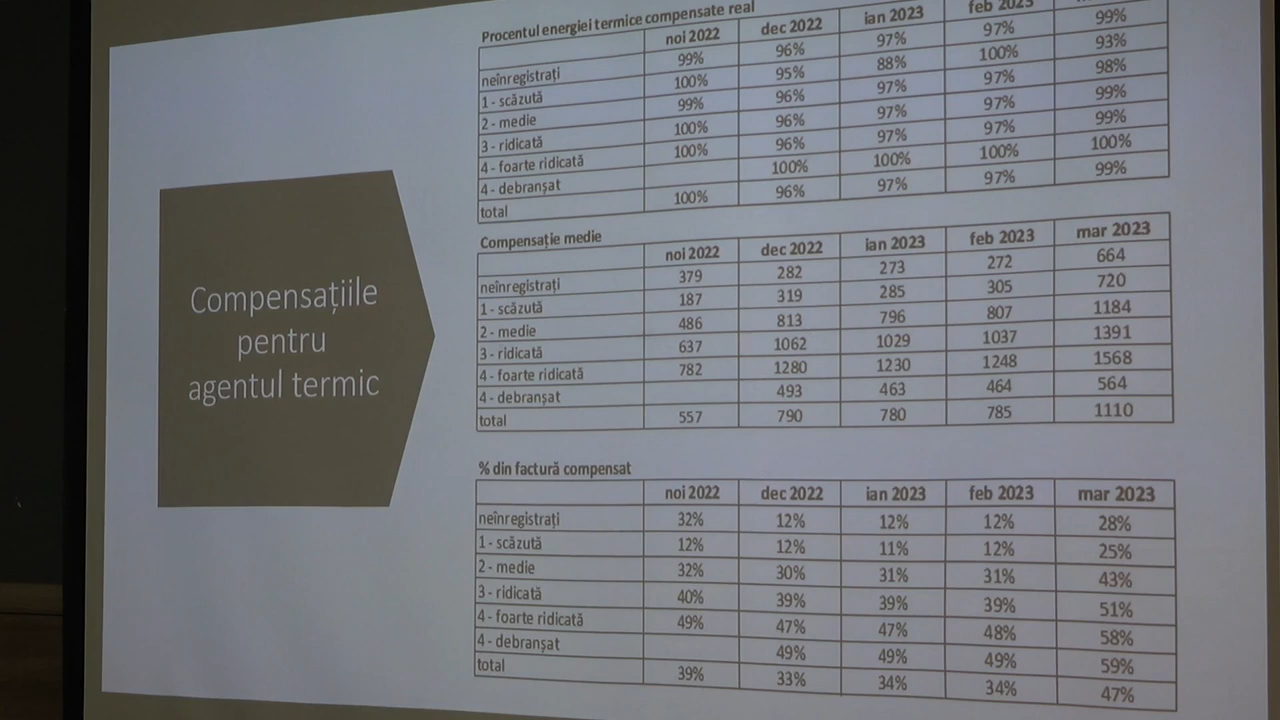 Compensațiile
pentru
agentul termic
Procentul energiei termice compensate real
noi 2022 dec 2022 ian 2023 feb 2023
neînregistrați 99% 96% 97% 97% 99%
1 - scăzută 100% 95% 88% 100% 93%
2 - medie 99% 96% 97% 97% 98%
3 - ridicată 100% 96% 97% 97% 99%
4 - foarte ridicată 100% 96% 97% 97% 99%
4 - debranșat 100% 100% 100% 100%
total 100% 96% 97% 97% 99%
Compensație medie
noi 2022 dec 2022 ian 2023 feb 2023 mar 2023
neînregistrați 379 282 273 272 664
1 - scăzută 187 319 285 305 720
2 - medie 486 813 796 807 1184
3 - ridicată 637 1062 1029 1037 1391
4 - foarte ridicată 782 1280 1230 1248 1568
4 - debranșat 493 463 464 564
total 557 790 780 785 1110
% din factură compensat
noi 2022 dec 2022 ian 2023 feb 2023 mar 2023
neînregistrați 32% 12% 12% 12% 28%
1 - scăzută 12% 12% 11% 12% 25%
2 - medie 32% 30% 31% 31% 43%
3 - ridicată 40% 39% 39% 39% 51%
4 - foarte ridicată 49% 47% 47% 48% 58%
4 - debranșat 49% 49% 49% 59%
total 39% 33% 34% 34% 47%